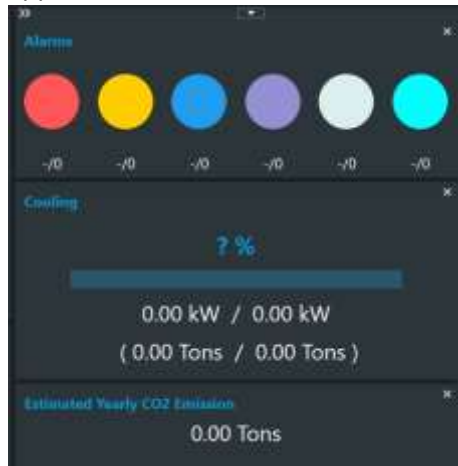 Alarms
-/0 -/0 -/0 -/0 -/0 -/0
Cooling
? %
0.00 kW / 0.00 kW
( 0.00 Tons / 0.00 Tons )
Estimated Yearly CO2 Emission
0.00 Tons